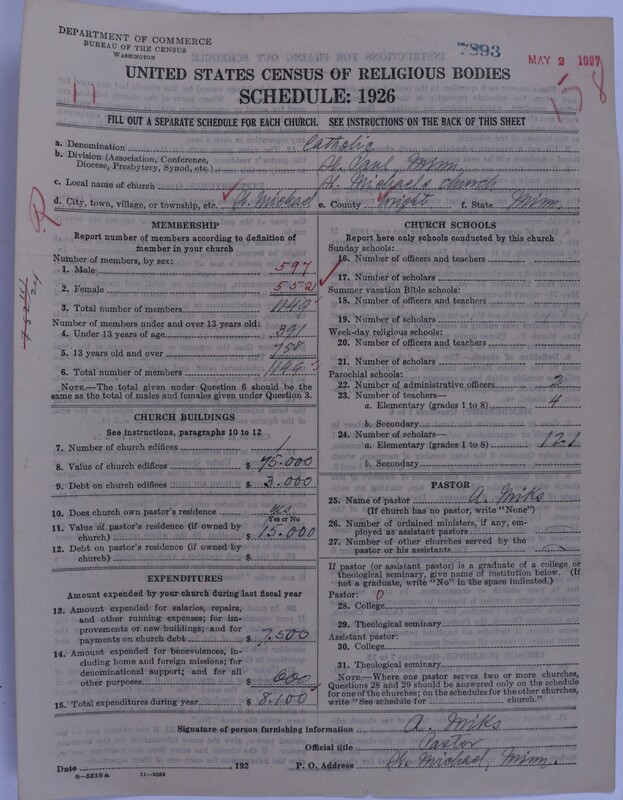 DEPARTMENT OF COMMERCE
BUREAU OF THE CENSUS
WASHINGTON
7893
MAY 2 1927
158
11
UNITED STATES CENSUS OF RELIGIOUS BODIES
SCHEDULE: 1926
FILL OUT A SEPARATE SCHEDULE FOR EACH CHURCH. SEE INSTRUCTIONS ON THE BACK OF THIS SHEET
a. Denomination Catholic
b. Division (Association, Conference,
Diocese, Presbytery, Synod, etc.) St. Paul Minn.
c. Local name of church St. Michael's church
d. City, town, village, or township, etc. St. Michael e. County Wright f. State Minn.
MEMBERSHIP
Report number of members according to definition of
member in your church
Number of members, by sex:
1. Male 597
2. Female 552
3. Total number of members 1149
Number of members under and over 13 years old:
4. Under 13 years of age 391
5. 13 years old and over 758
6. Total number of members 1149
NOTE.—The total given under Question 6 should be the
same as the total of males and females given under Question 3.
CHURCH BUILDINGS
See instructions, paragraphs 10 to 12
7. Number of church edifices 1
8. Value of church edifices $ 75.000
9. Debt on church edifices $ 3.000
10. Does church own pastor's residence yes
Yes or No
11. Value of pastor's residence (if owned by
church) $ 15.000
12. Debt on pastor's residence (if owned by
church) $
EXPENDITURES
Amount expended by your church during last fiscal year
13. Amount expended for salaries, repairs,
and other running expenses; for im-
provements or new buildings; and for
payments on church debt $ 7.500
14. Amount expended for benevolences, in-
cluding home and foreign missions; for
denominational support; and for all
other purposes $ 600
15. Total expenditures during year $ 8.100
CHURCH SCHOOLS
Report here only schools conducted by this church
Sunday schools:
16. Number of officers and teachers
17. Number of scholars
Summer vacation Bible schools:
18. Number of officers and teachers
19. Number of scholars
Week-day religious schools:
20. Number of officers and teachers
21. Number of scholars
Parochial schools:
22. Number of administrative officers 2
23. Number of teachers—
a. Elementary (grades 1 to 8) 4
b. Secondary
24. Number of scholars—
a. Elementary (grades 1 to 8) 121
b. Secondary
PASTOR
25. Name of pastor A. Miks
(If church has no pastor, write "None")
26. Number of ordained ministers, if any, em-
ployed as assistant pastors
27. Number of other churches served by the
pastor or his assistants
If pastor (or assistant pastor) is a graduate of a college or
theological seminary, give name of institution below. (If
not a graduate, write "No" in the space indicated.)
Pastor: 0
28. College
29. Theological seminary
Assistant pastor:
30. College
31. Theological seminary
NOTE.—Where one pastor serves two or more churches,
Questions 28 and 29 should be answered only on the schedule
for one of the churches; on the schedules for the other churches,
write "See schedule for church."
Signature of person furnishing information A. Miks
Official title Pastor
Date , 192 P. O. Address St. Michael, Minn.
8—5518a 11—9034